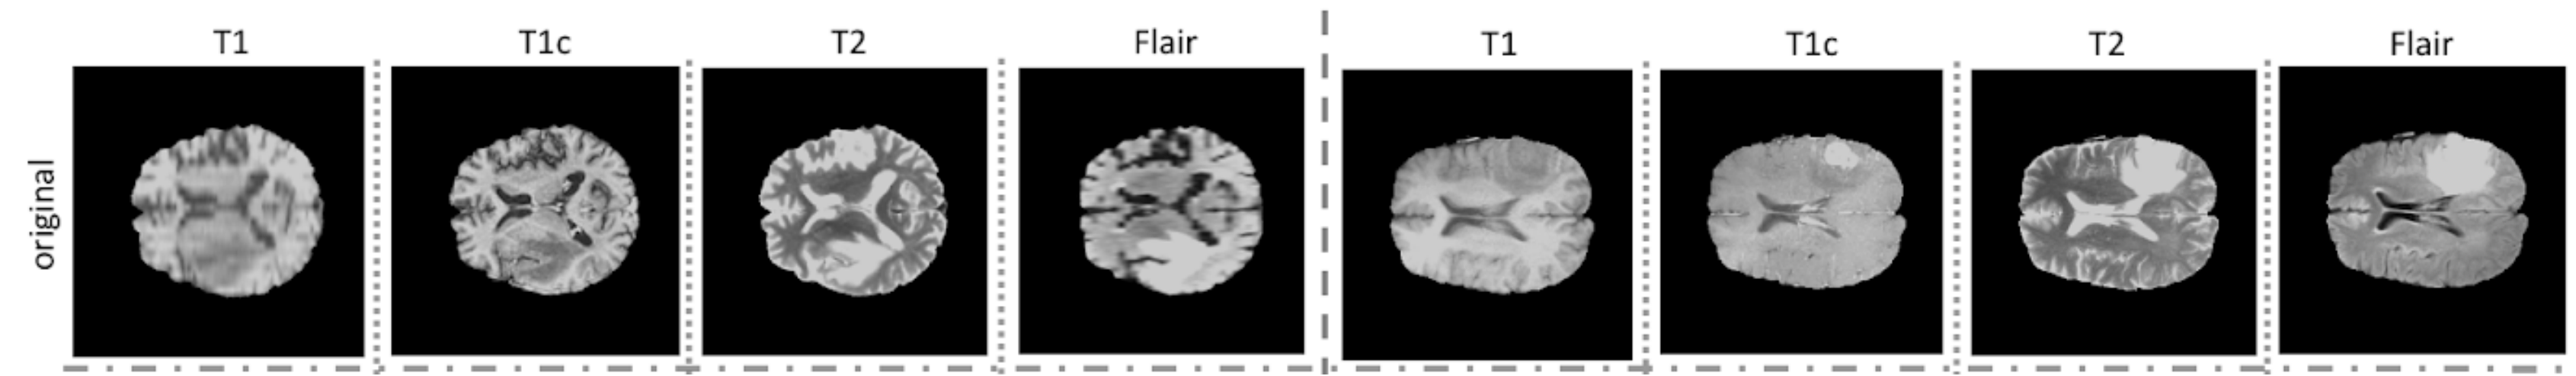 T1 T1c T2 Flair T1 T1c T2 Flair
original